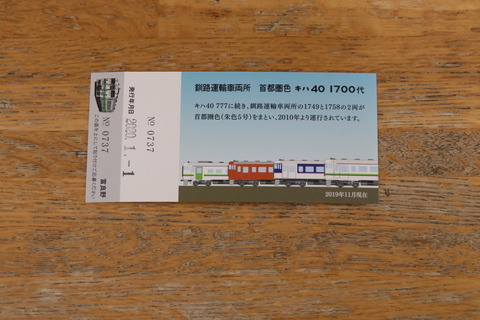 釧路運輸車両所 首都圏色 キハ40 1700代
キハ40 777に続き、釧路運輸車両所の1749と1758の2両が
首都圏色(朱色5号)をまとい、2010年より運行されています。
2019年11月現在
発行年月日
2020.1.-1
№ 0737
№ 0737
富良野